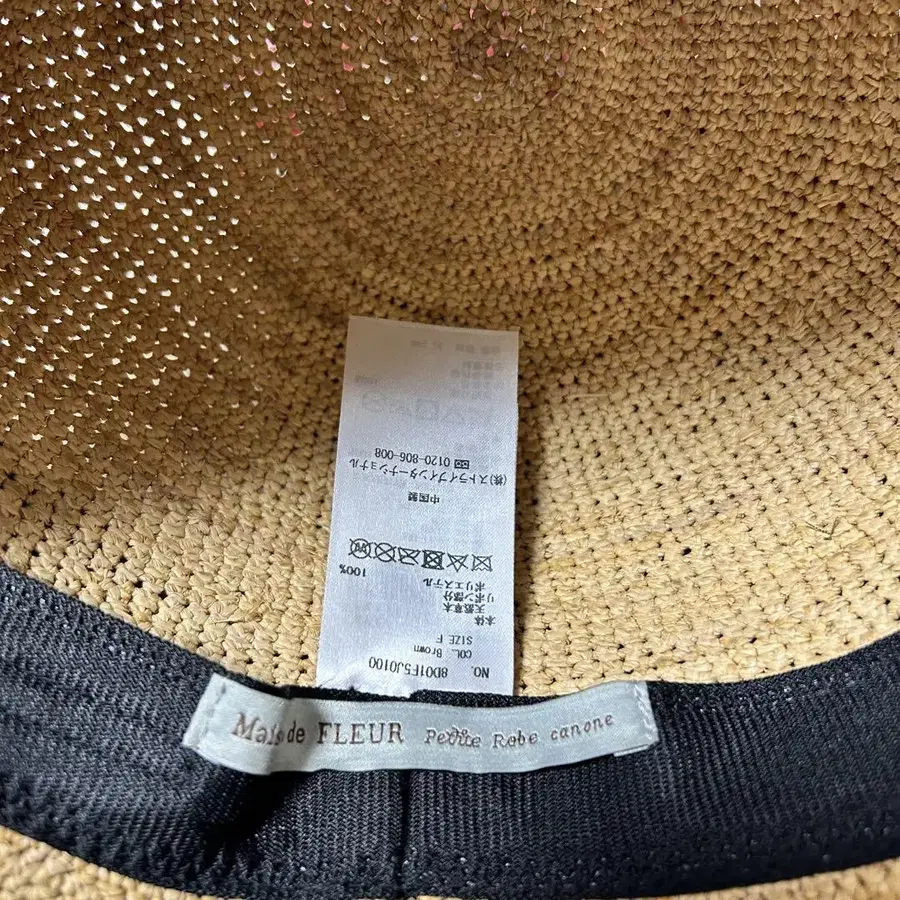 NO. 8D01F5J0100
COL. Brown
SIZE F
本体
天然草木
リボン部分
ポリエステル
100%
中国製
(株)ストライプインターナショナル
0120-806-008
Maison de FLEUR Petite Robe canone